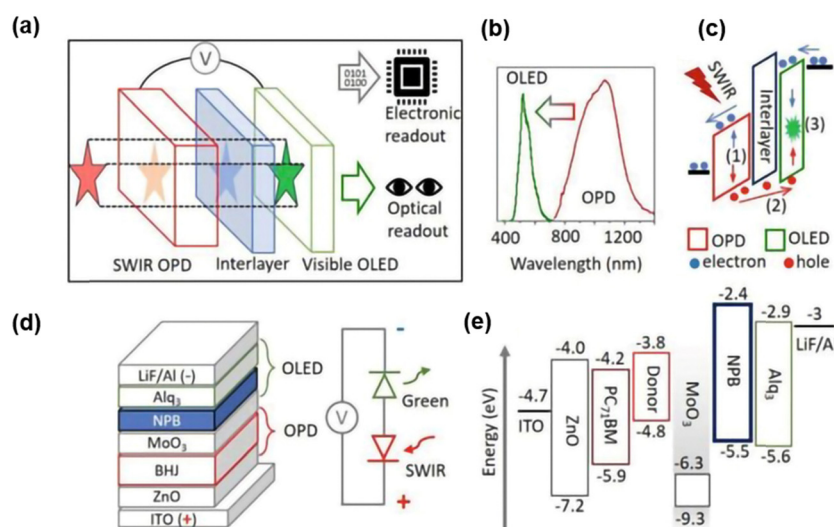 (a)
V
0101
0100
Electronic
readout
Optical
readout
SWIR OPD
Interlayer
Visible OLED
(b)
OLED
OPD
400
800
1200
Wavelength (nm)
(c)
SWIR
Interlayer
(1)
(2)
(3)
OPD
OLED
electron
hole
(d)
LiF/Al (-)
Alq3
NPB
MoO3
BHJ
ZnO
ITO (+)
OLED
OPD
-
V
Green
SWIR
+
(e)
Energy (eV)
-4.7
ITO
-4.0
ZnO
-7.2
-4.2
PC71BM
-5.9
-3.8
Donor
-4.8
MoO3
-6.3
-9.3
-2.4
NPB
-5.5
-2.9
Alq3
-5.6
-3
LiF/A